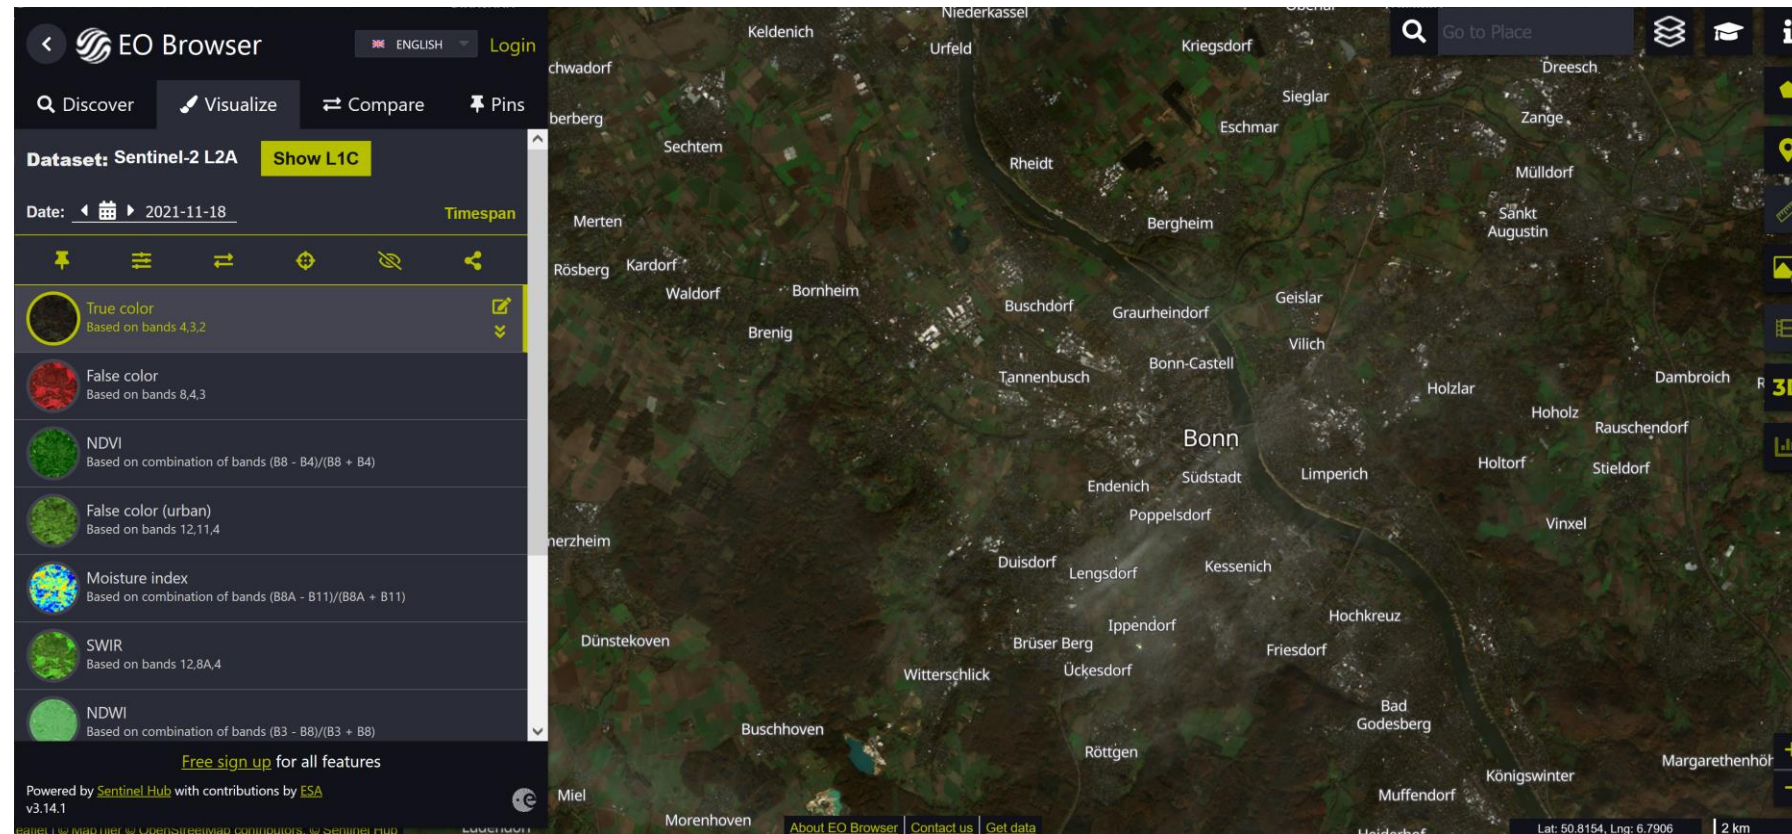 EO Browser
ENGLISH
Login
Discover
Visualize
Compare
Pins
Dataset: Sentinel-2 L2A
Show L1C
Date:
2021-11-18
Timespan
True color
Based on bands 4,3,2
False color
Based on bands 8,4,3
NDVI
Based on combination of bands (B8 - B4)/(B8 + B4)
False color (urban)
Based on bands 12,11,4
Moisture index
Based on combination of bands (B8A - B11)/(B8A + B11)
SWIR
Based on bands 12,8A,4
NDWI
Based on combination of bands (B3 - B8)/(B3 + B8)
Free sign up for all features
Powered by Sentinel Hub with contributions by ESA
v3.14.1
Go to Place
Niederkassel
Keldenich
Urfeld
Kriegsdorf
chwadorf
Dreesch
Sieglar
berberg
Zange
Eschmar
Sechtem
Rheidt
Mülldorf
Merten
Bergheim
Sankt
Augustin
Rösberg
Kardorf
Waldorf
Bornheim
Buschdorf
Graurheindorf
Geislar
Brenig
Vilich
Bonn-Castell
Tannenbusch
Holzlar
Dambroich
Hoholz
Rauschendorf
Bonn
Holtorf
Stieldorf
Endenich
Südstadt
Limperich
Poppelsdorf
Vinxel
nerzheim
Duisdorf
Lengsdorf
Kessenich
Hochkreuz
Ippendorf
Dünstekoven
Brüser Berg
Friesdorf
Witterschlick
Ückesdorf
Bad
Godesberg
Buschhoven
Röttgen
Margarethenhöh
Königswinter
Miel
Muffendorf
Morenhoven
About EO Browser
Contact us
Get data
Lat: 50.8154, Lng: 6.7906
2 km